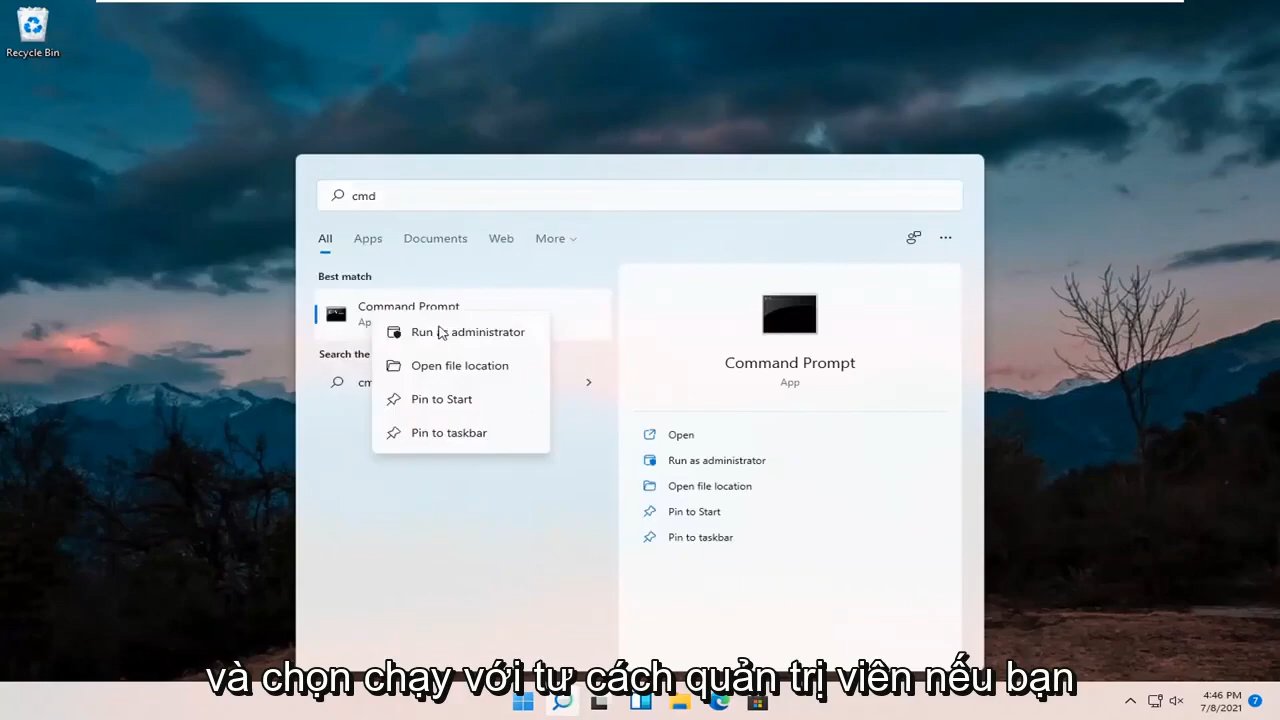 Recycle Bin
cmd
All
Apps
Documents
Web
More
Best match
Command Prompt
Ap
Run as administrator
Open file location
Pin to Start
Pin to taskbar
Search the
cm
Command Prompt
App
Open
Run as administrator
Open file location
Pin to Start
Pin to taskbar
và chọn chạy với tư cách quản trị viên nếu bạn
4:46 PM
7/8/2021
7